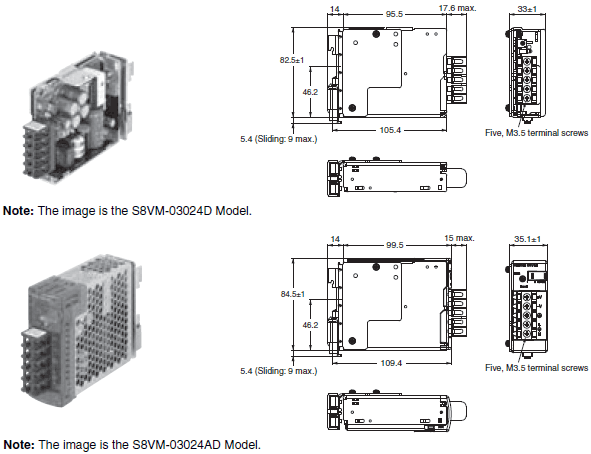 14
95.5
17.6 max.
33±1
82.5±1
46.2
105.4
5.4 (Sliding: 9 max.)
Five, M3.5 terminal screws
Note: The image is the S8VM-03024D Model.
14
99.5
15 max.
35.1±1
84.5±1
46.2
109.4
5.4 (Sliding: 9 max.)
Five, M3.5 terminal screws
Note: The image is the S8VM-03024AD Model.